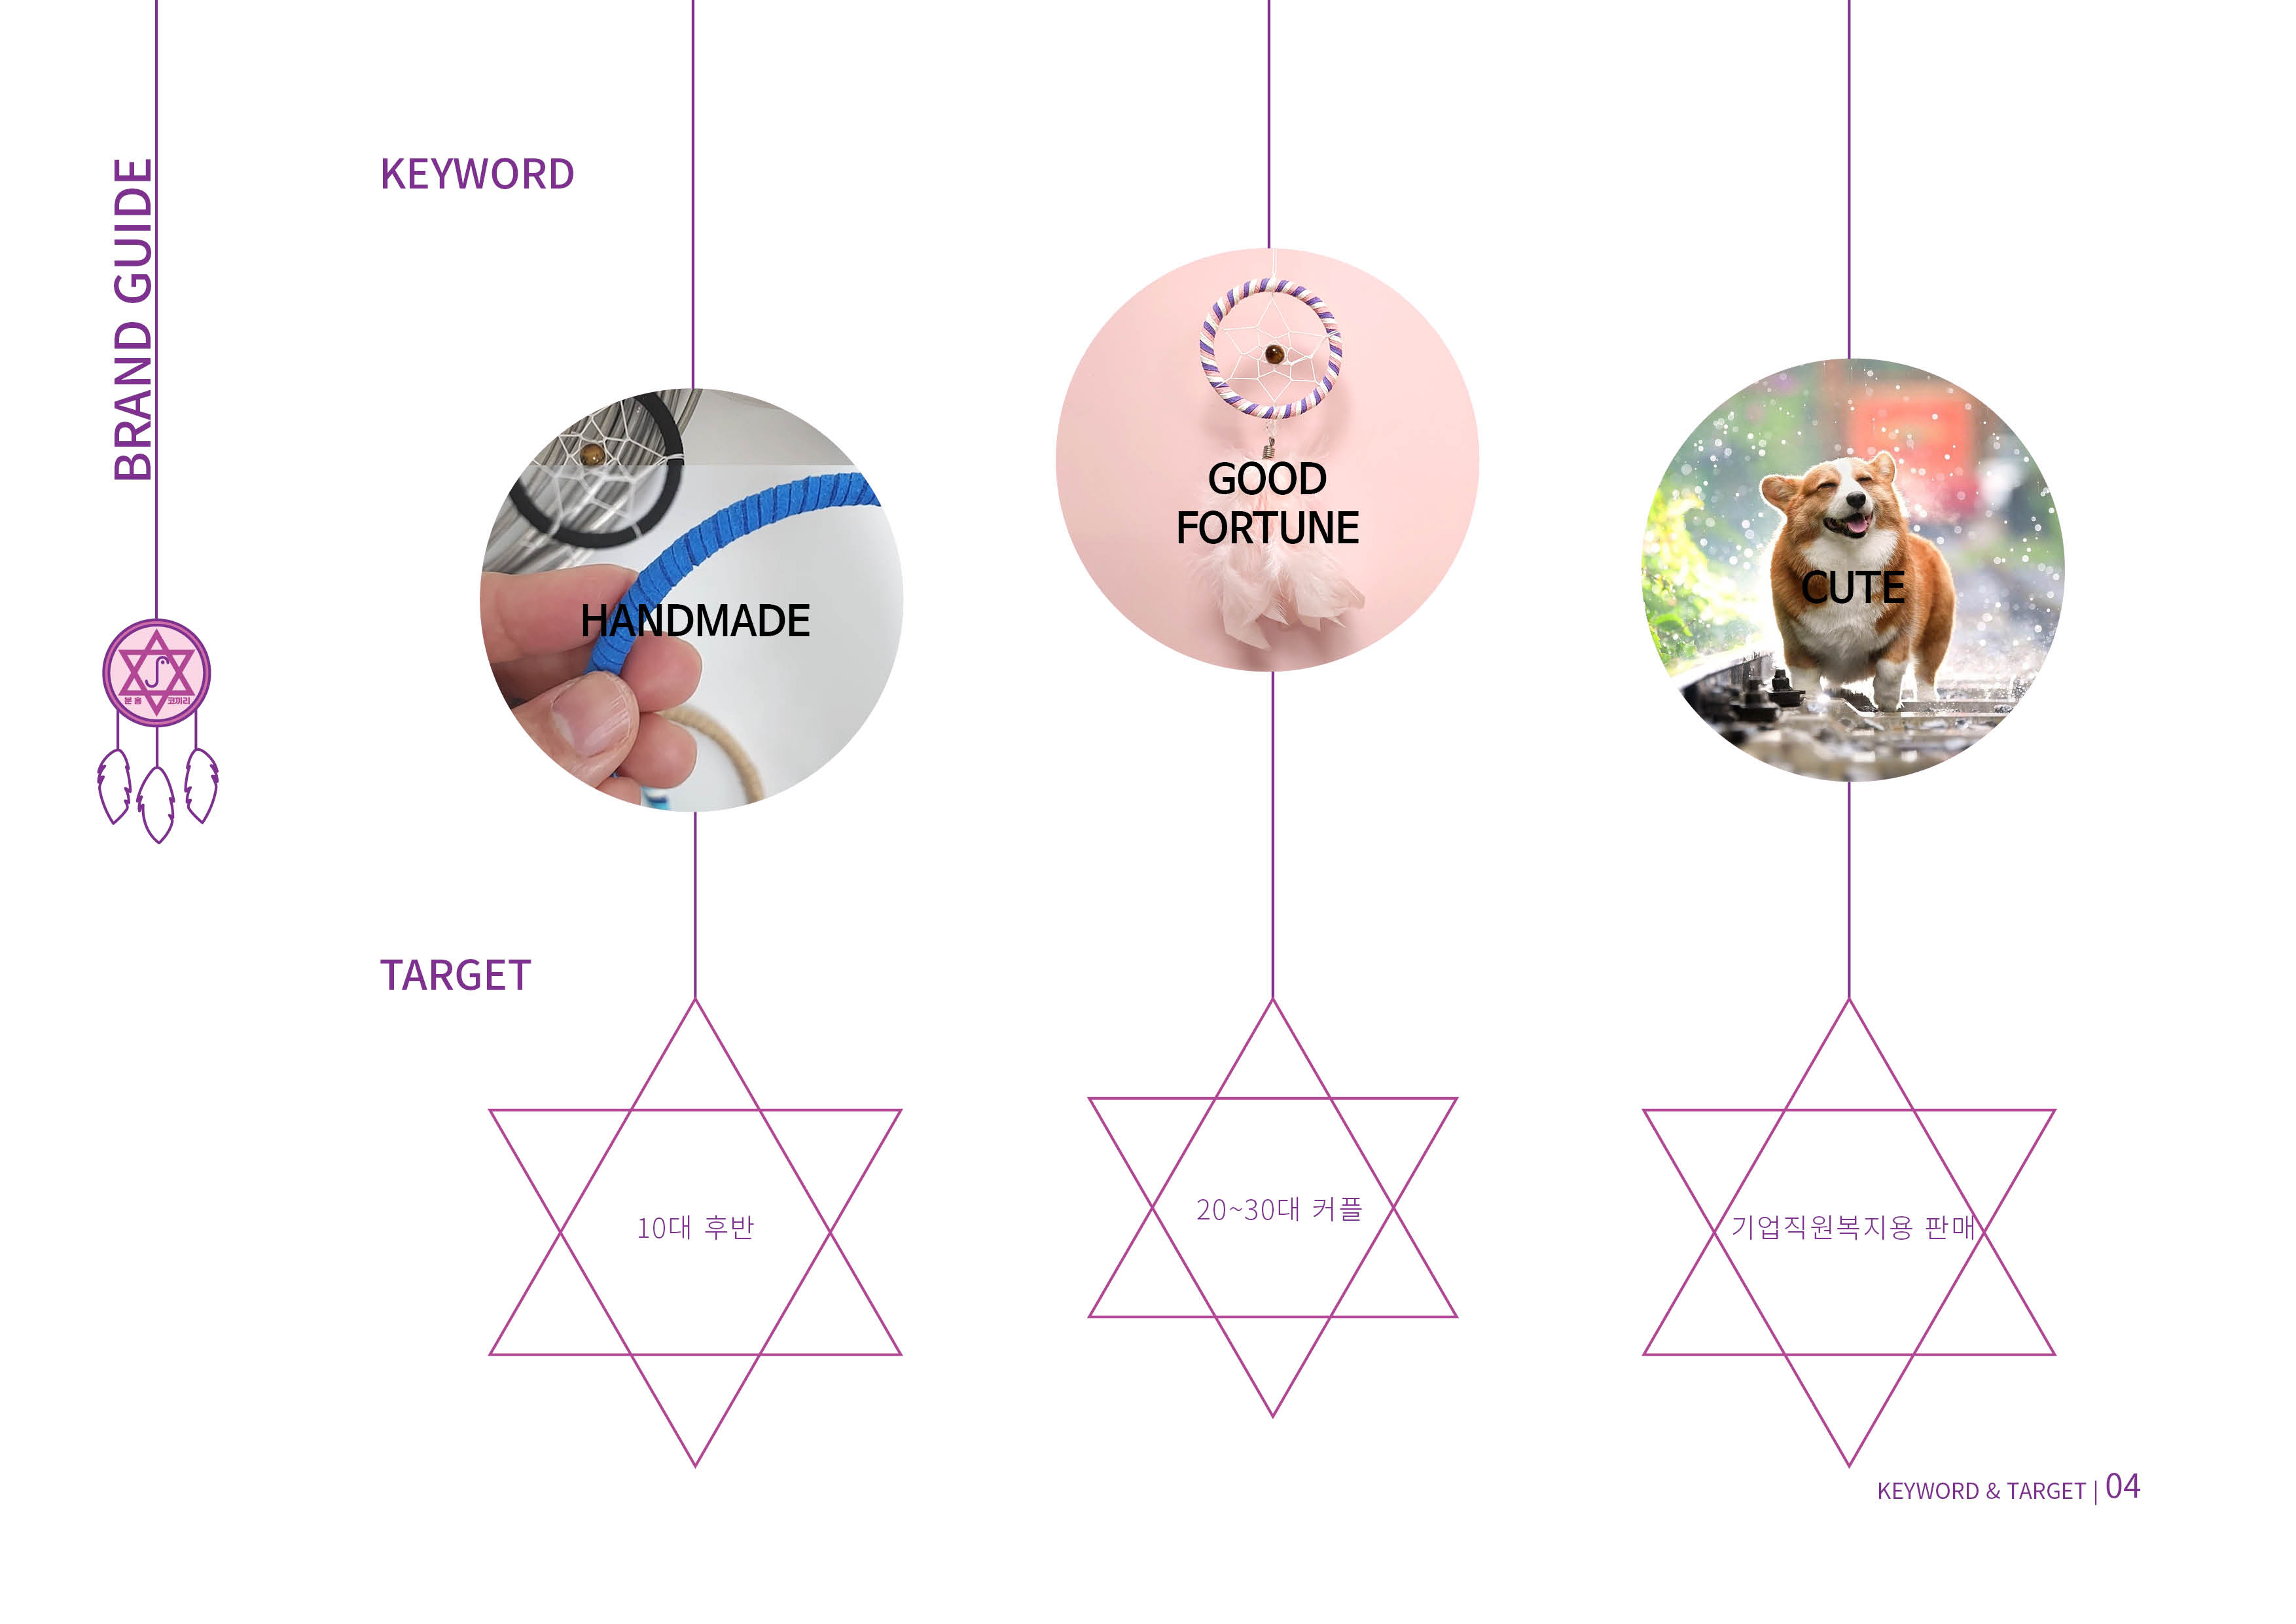 BRAND GUIDE
분홍 코끼리
KEYWORD
HANDMADE
GOOD
FORTUNE
CUTE
TARGET
10대 후반
20~30대 커플
기업직원복지용 판매
KEYWORD & TARGET | 04